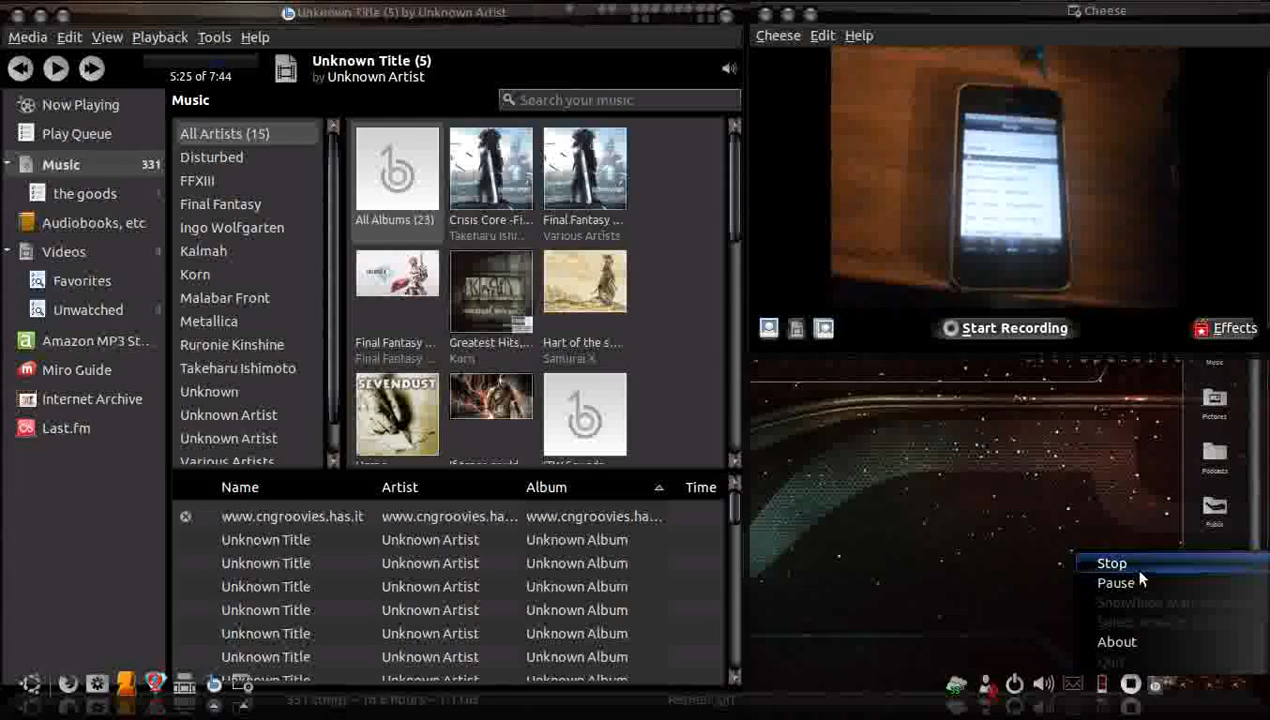 Unknown Title (5) by Unknown Artist
Media Edit View Playback Tools Help
5:25 of 7:44
Unknown Title (5)
by Unknown Artist
Music
Search your music
Now Playing
Play Queue
Music 331
the goods
Audiobooks, etc
Videos
Favorites
Unwatched
Amazon MP3 St...
Miro Guide
Internet Archive
Last.fm
All Artists (15)
Disturbed
FFXIII
Final Fantasy
Ingo Wolfgarten
Kalmah
Korn
Malabar Front
Metallica
Ruronie Kinshine
Takeharu Ishimoto
Unknown
Unknown Artist
Unknown Artist
Various Artists
All Albums (23)
Crisis Core -Fi...
Takeharu Ishi...
Final Fantasy ...
Various Artists
Final Fantasy ...
Final Fantasy ...
Greatest Hits,...
Korn
Hart of the s...
Samurai X
SEVENDUST
Name Artist Album Time
www.cngroovies.has.it www.cngroovies.ha... www.cngroovies.ha...
Unknown Title Unknown Artist Unknown Album
Unknown Title Unknown Artist Unknown Album
Unknown Title Unknown Artist Unknown Album
Unknown Title Unknown Artist Unknown Album
Unknown Title Unknown Artist Unknown Album
Unknown Title Unknown Artist Unknown Album
Cheese
Cheese Edit Help
Start Recording
Effects
Music
Pictures
Podcasts
Public
Stop
Pause
About
Quit